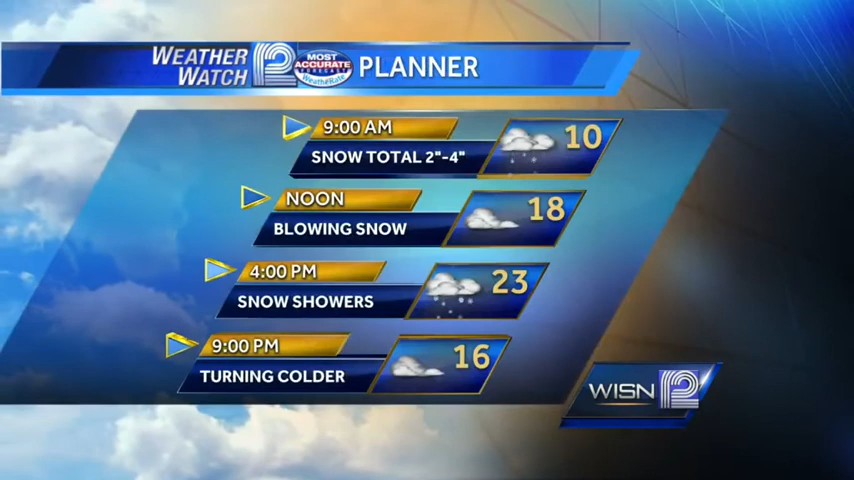 WEATHER WATCH 12 MOST ACCURATE FORECAST WeatheRate PLANNER
9:00 AM
SNOW TOTAL 2"-4" 10
NOON
BLOWING SNOW 18
4:00 PM
SNOW SHOWERS 23
9:00 PM
TURNING COLDER 16
WISN 12